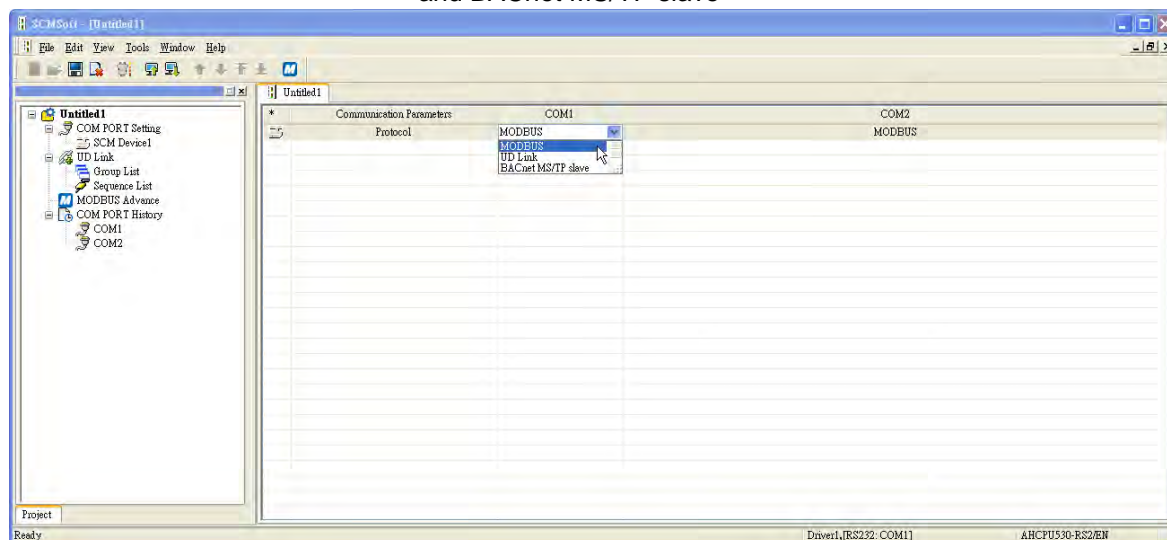 and BACnet MS/TP slave
SCMSoft - [Untitled1]
File Edit View Tools Window Help
Untitled1
Untitled1
COM PORT Setting
SCM Device1
UD Link
Group List
Sequence List
MODBUS Advance
COM PORT History
COM1
COM2
Project
* Communication Parameters COM1 COM2
Protocol MODBUS MODBUS
MODBUS
UD Link
BACnet MS/TP slave
Ready Driver1,[RS232: COM1] AHCPU530-RS2/EN